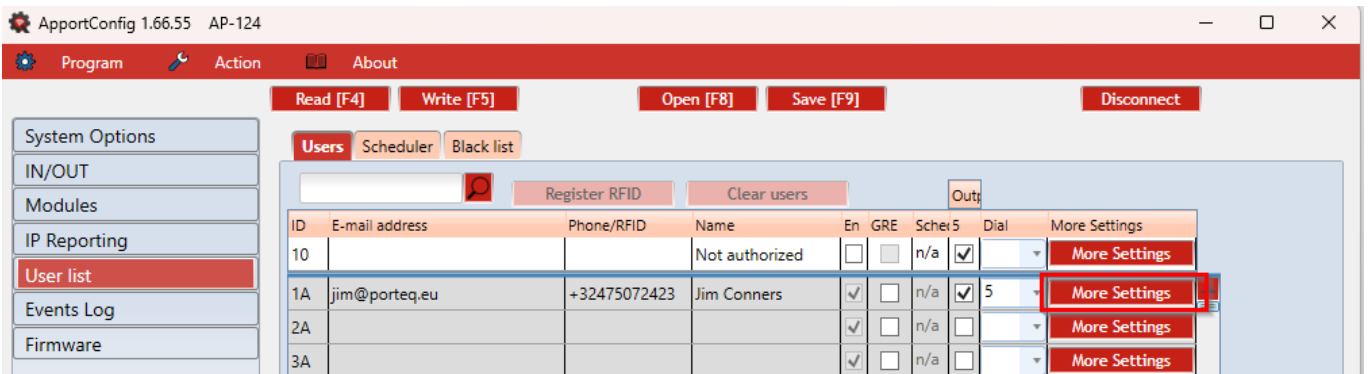 ApportConfig 1.66.55 AP-124
Program Action About
Read [F4] Write [F5] Open [F8] Save [F9] Disconnect
System Options
IN/OUT
Modules
IP Reporting
User list
Events Log
Firmware
Users Scheduler Black list
Register RFID Clear users Outp
ID E-mail address Phone/RFID Name En GRE Sche 5 Dial More Settings
10 Not authorized n/a More Settings
1A jim@porteq.eu +32475072423 Jim Conners n/a 5 More Settings
2A n/a More Settings
3A n/a More Settings